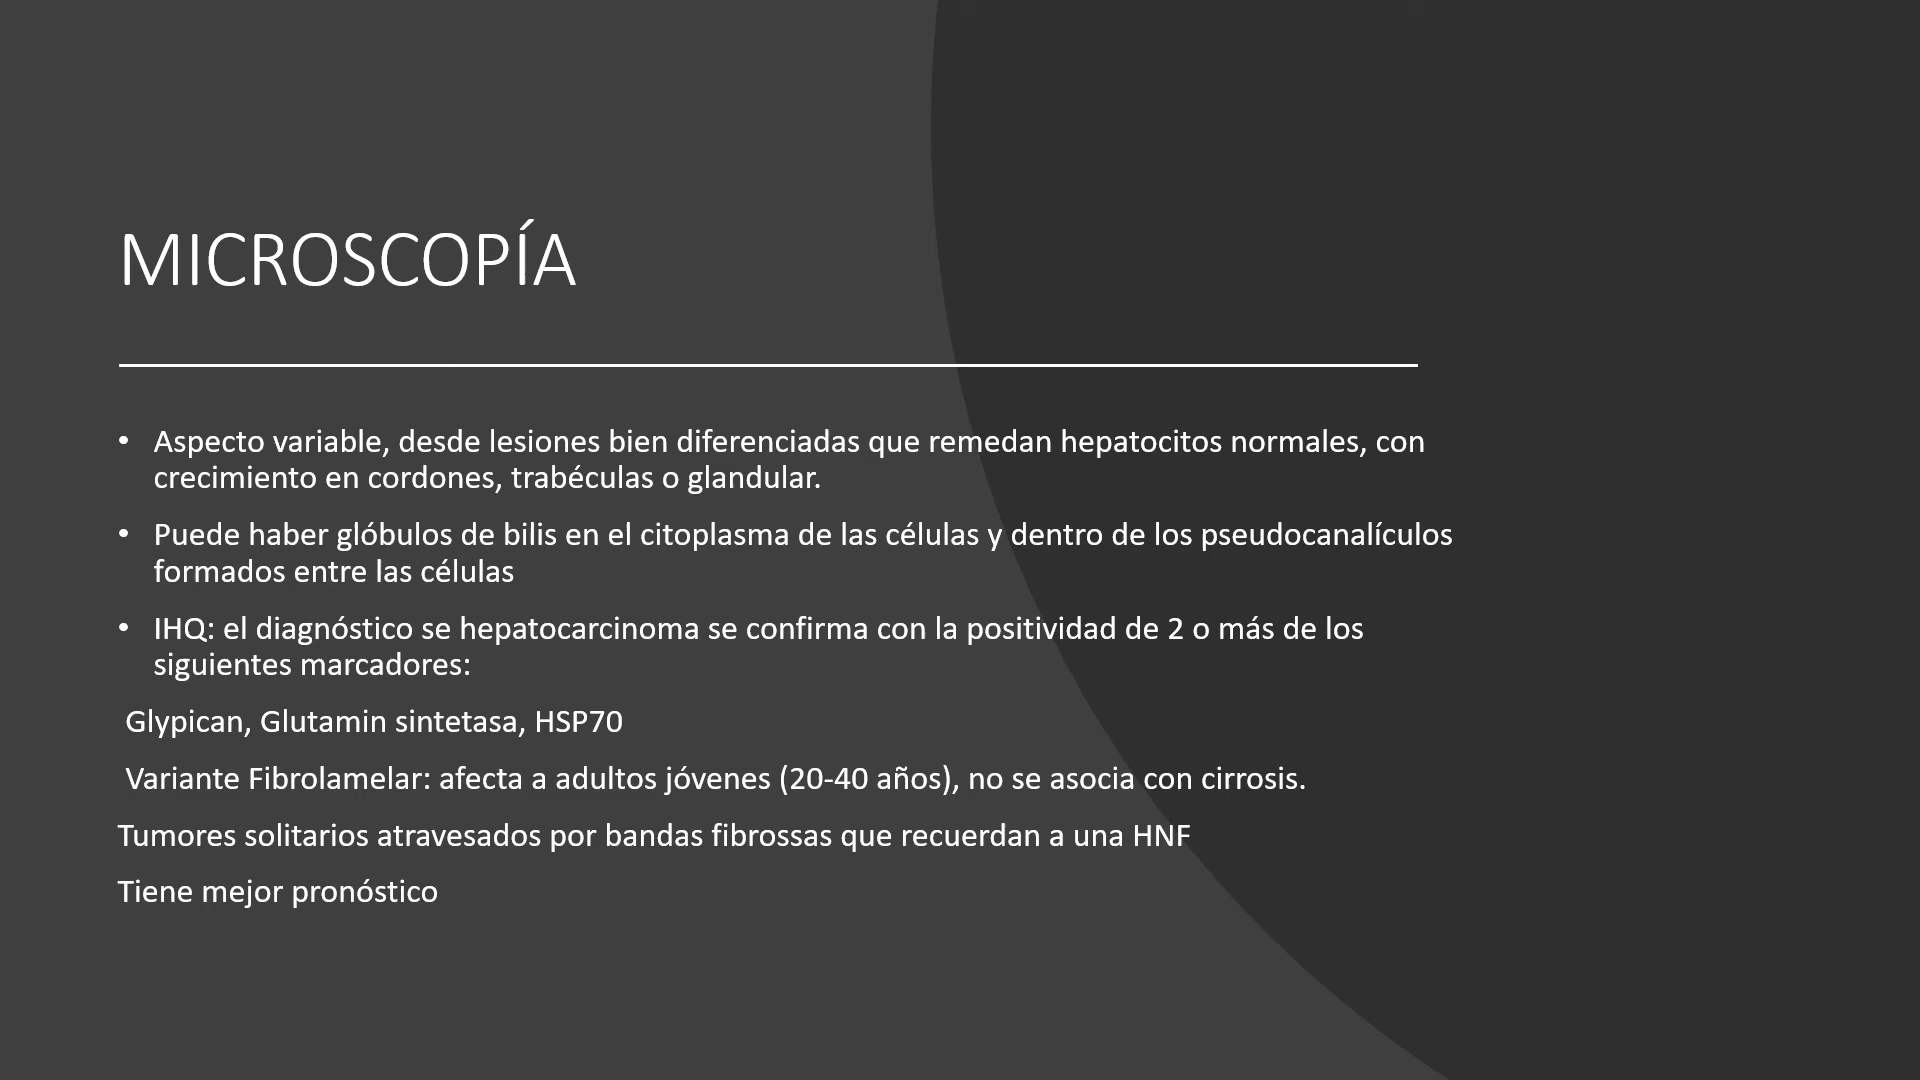 MICROSCOPÍA
• Aspecto variable, desde lesiones bien diferenciadas que remedan hepatocitos normales, con
crecimiento en cordones, trabéculas o glandular.
• Puede haber glóbulos de bilis en el citoplasma de las células y dentro de los pseudocanalículos
formados entre las células
• IHQ: el diagnóstico se hepatocarcinoma se confirma con la positividad de 2 o más de los
siguientes marcadores:
Glypican, Glutamin sintetasa, HSP70
Variante Fibrolamelar: afecta a adultos jóvenes (20-40 años), no se asocia con cirrosis.
Tumores solitarios atravesados por bandas fibrossas que recuerdan a una HNF
Tiene mejor pronóstico